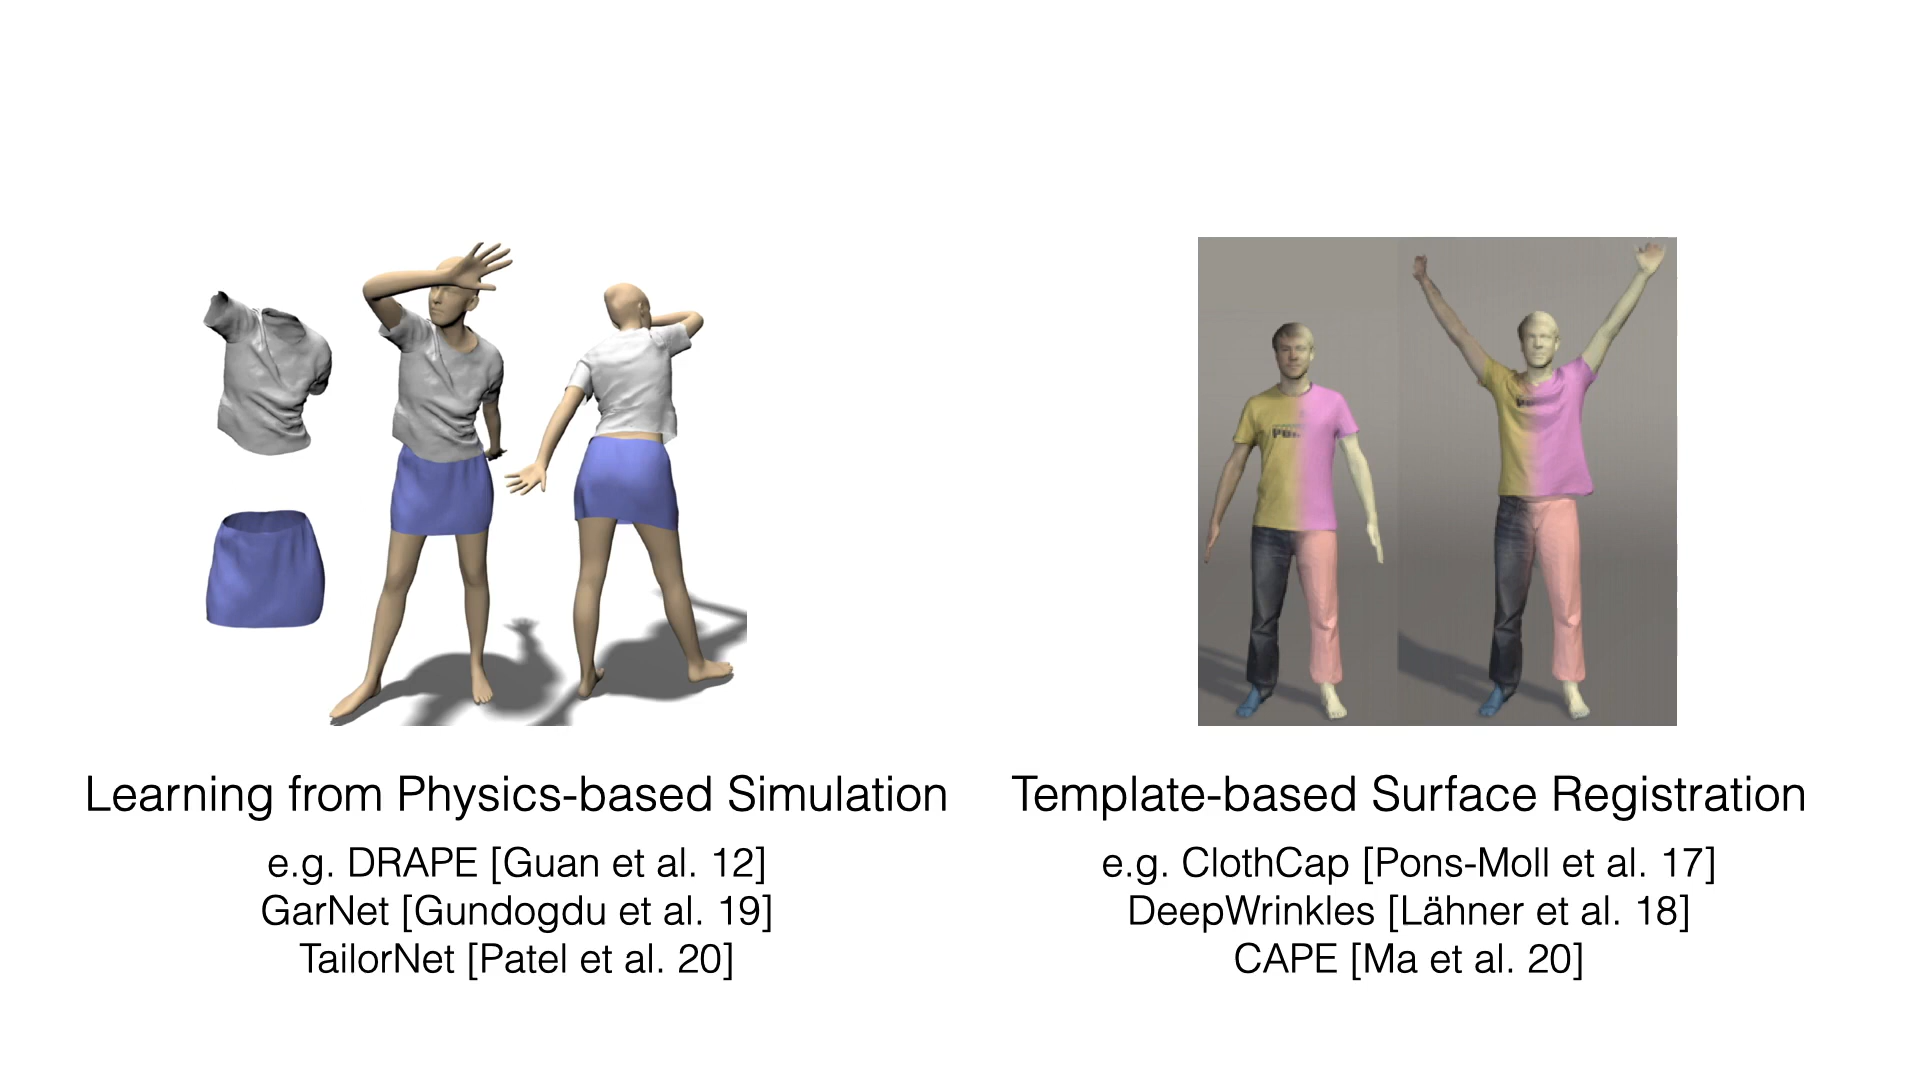 Learning from Physics-based Simulation
e.g. DRAPE [Guan et al. 12]
GarNet [Gundogdu et al. 19]
TailorNet [Patel et al. 20]
Template-based Surface Registration
e.g. ClothCap [Pons-Moll et al. 17]
DeepWrinkles [Lähner et al. 18]
CAPE [Ma et al. 20]